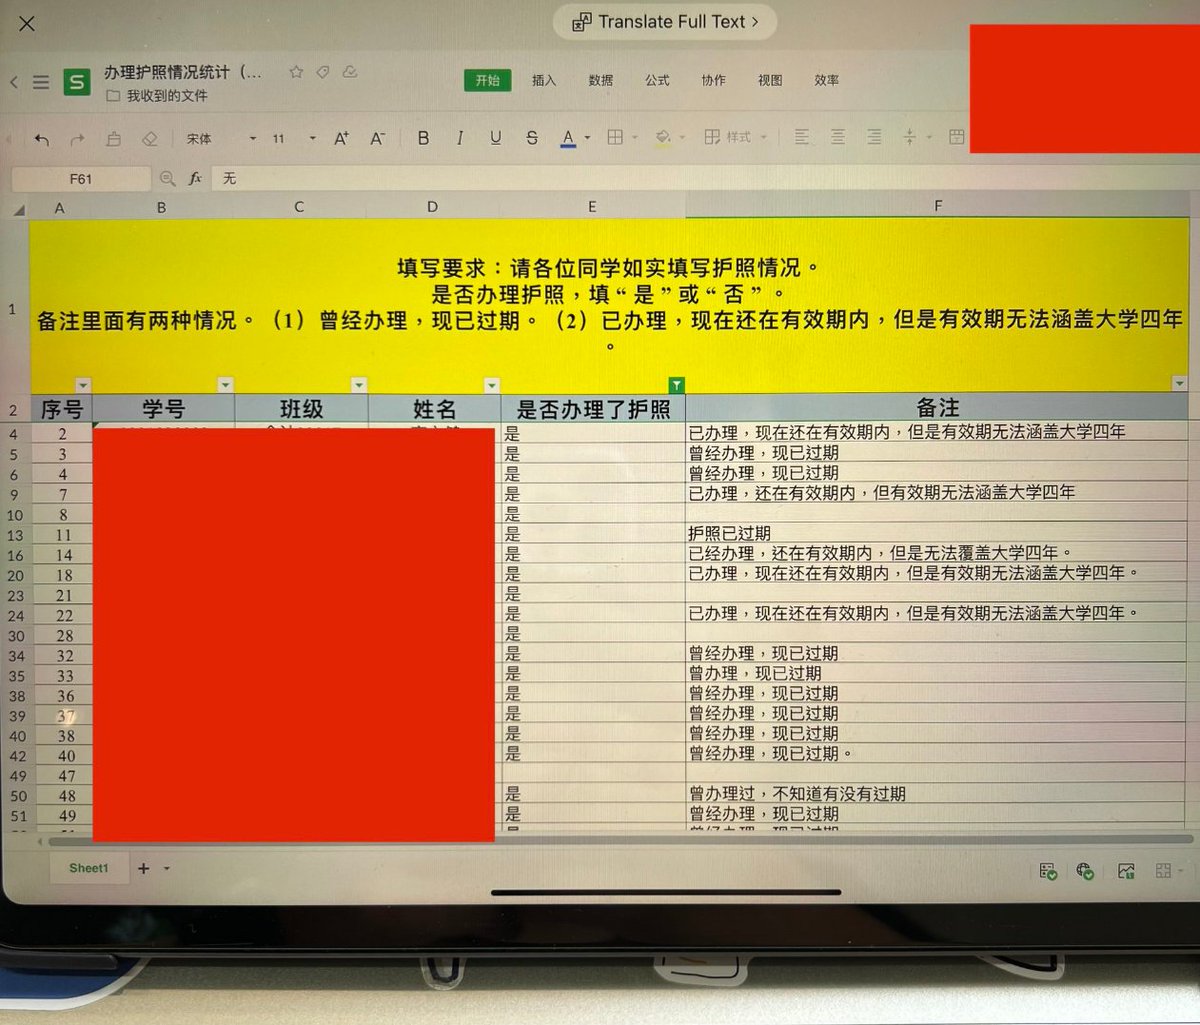 Translate Full Text >
办理护照情况统计（...
我收到的文件
开始 插入 数据 公式 协作 视图 效率
宋体 11 A+ A- B I U S A 样式
F61 fx 无
A B C D E F
1
填写要求：请各位同学如实填写护照情况。
是否办理护照，填“是”或“否”。
备注里面有两种情况。（1）曾经办理，现已过期。（2）已办理，现在还在有效期内，但是有效期无法涵盖大学四年
。
2 序号 学号 班级 姓名 是否办理了护照 备注
4 2 是 已办理，现在还在有效期内，但是有效期无法涵盖大学四年
5 3 是 曾经办理，现已过期
6 4 是 曾经办理，现已过期
9 7 是 已办理，还在有效期内，但有效期无法涵盖大学四年
10 8 是
13 11 是 护照已过期
16 14 是 已经办理，还在有效期内，但是无法覆盖大学四年。
20 18 是 已办理，现在还在有效期内，但是有效期无法涵盖大学四年。
23 21 是
24 22 是 已办理，现在还在有效期内，但是有效期无法涵盖大学四年。
30 28 是
34 32 是 曾经办理，现已过期
35 33 是 曾办理，现已过期
38 36 是 曾经办理，现已过期
39 37 是 曾经办理，现已过期
40 38 是 曾经办理，现已过期
42 40 是 曾经办理，现已过期。
49 47
50 48 是 曾办理过，不知道有没有过期
51 49 是 曾经办理，现已过期
Sheet1 +